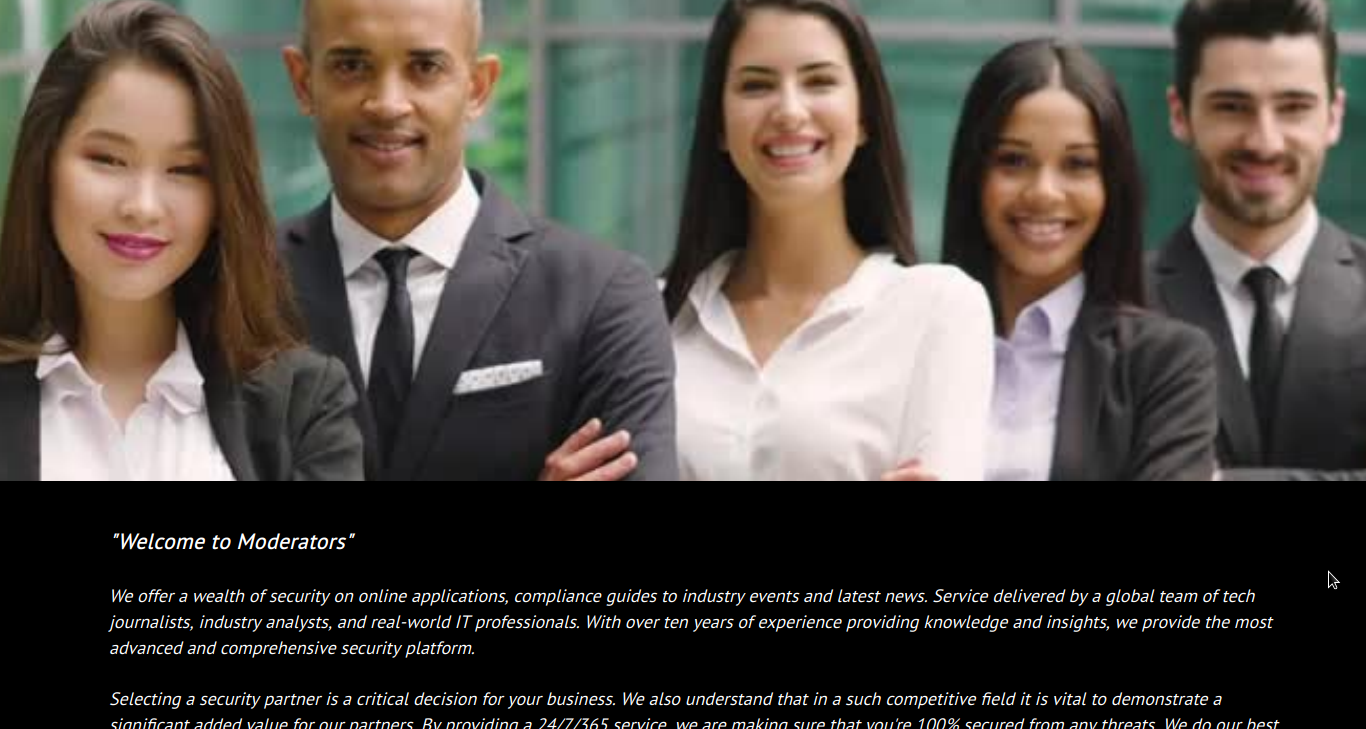 "Welcome to Moderators"
We offer a wealth of security on online applications, compliance guides to industry events and latest news. Service delivered by a global team of tech
journalists, industry analysts, and real-world IT professionals. With over ten years of experience providing knowledge and insights, we provide the most
advanced and comprehensive security platform.
Selecting a security partner is a critical decision for your business. We also understand that in a such competitive field it is vital to demonstrate a
significant added value for our partners. By providing a 24/7/365 service, we are making sure that you're 100% secured from any threats. We do our best